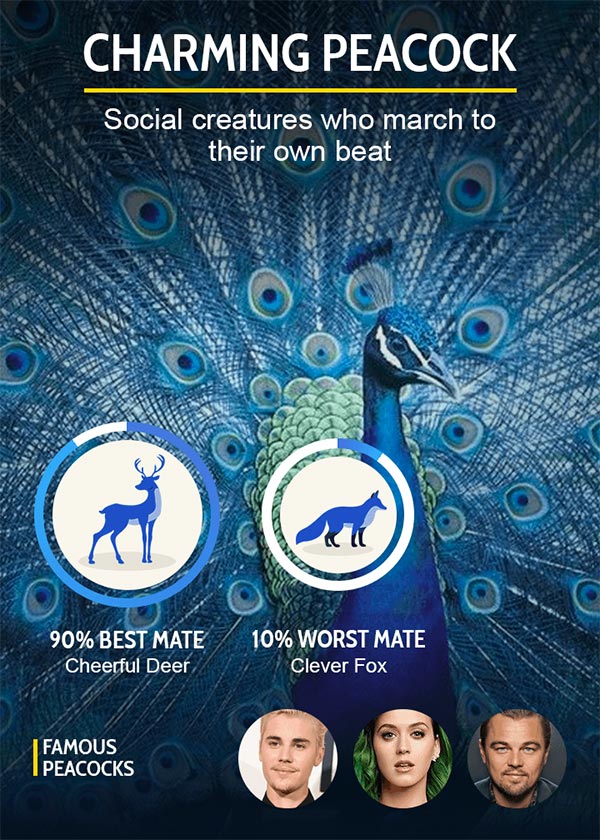 CHARMING PEACOCK
Social creatures who march to
their own beat
90% BEST MATE
Cheerful Deer
10% WORST MATE
Clever Fox
FAMOUS
PEACOCKS